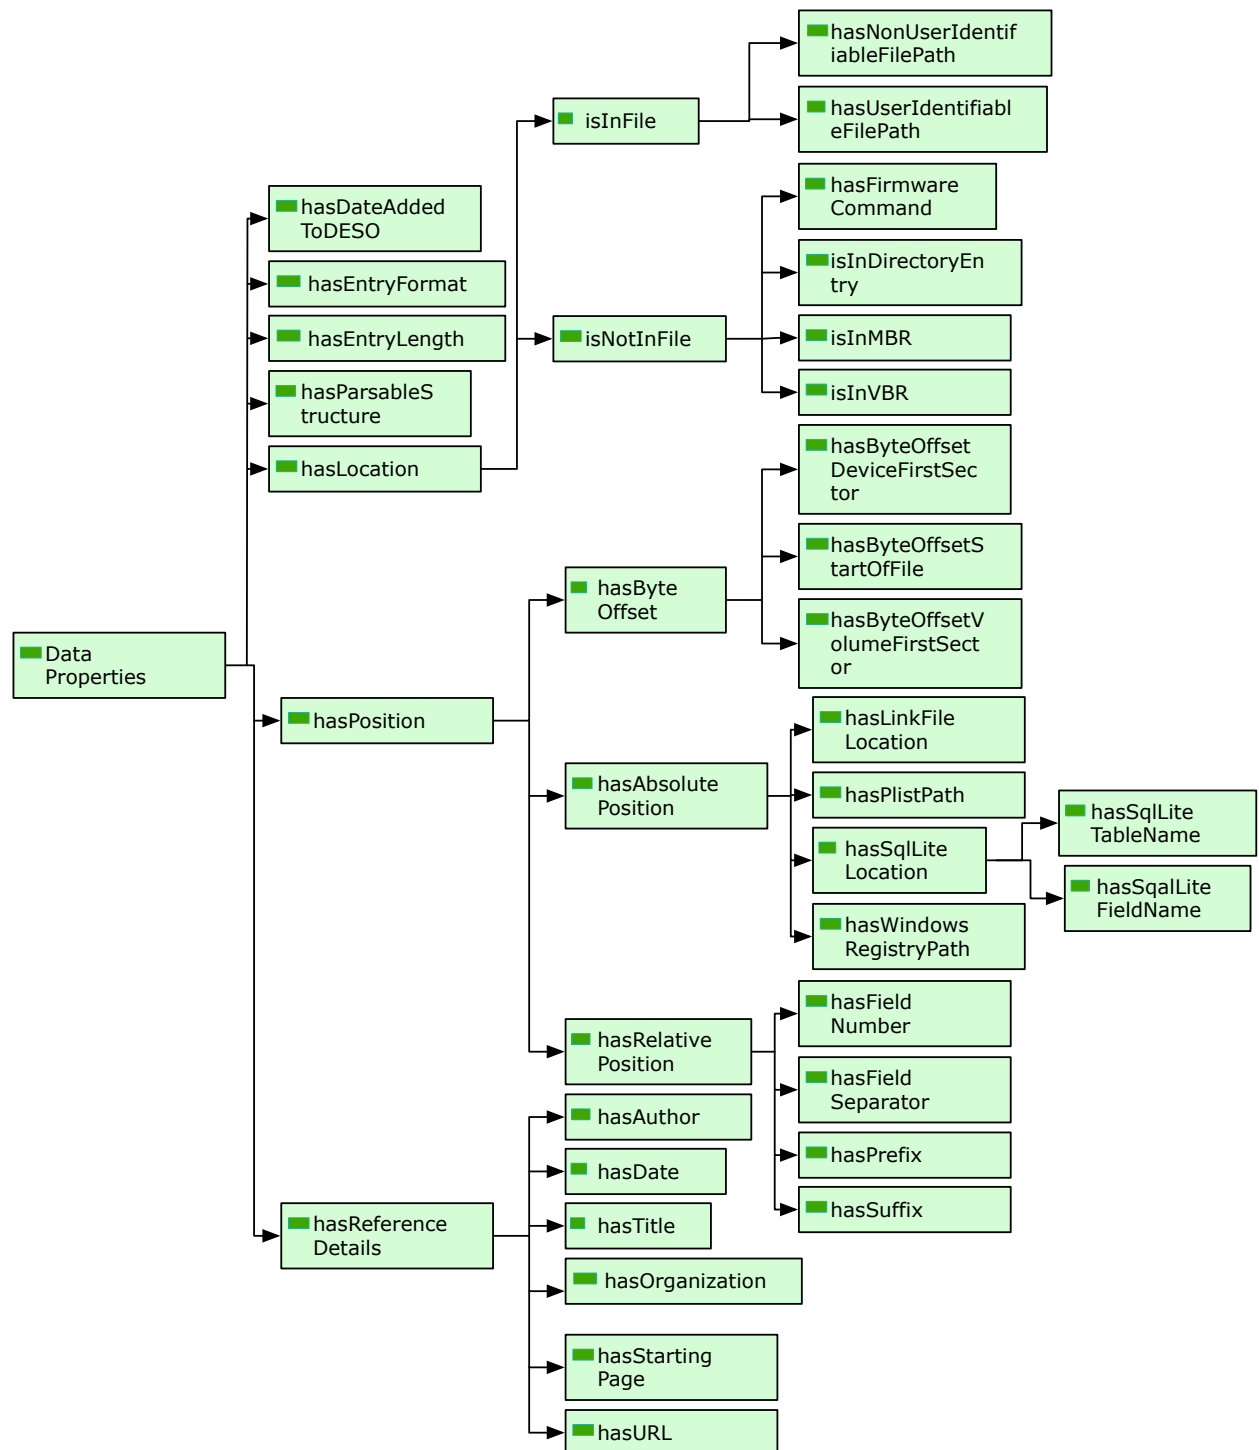 hasNonUserIdentif
iableFilePath
isInFile
hasUserIdentifiabl
eFilePath
hasDateAdded
ToDESO
hasFirmware
Command
hasEntryFormat
isInDirectoryEn
try
hasEntryLength
isNotInFile
isInMBR
hasParsableS
tructure
isInVBR
hasLocation
hasByteOffset
DeviceFirstSec
tor
hasByteOffsetS
tartOfFile
hasByte
Offset
hasByteOffsetV
olumeFirstSect
or
Data
Properties
hasPosition
hasLinkFile
Location
hasAbsolute
Position
hasPlistPath
hasSqlLite
TableName
hasSqlLite
Location
hasSqalLite
FieldName
hasWindows
RegistryPath
hasField
Number
hasRelative
Position
hasField
Separator
hasAuthor
hasPrefix
hasDate
hasSuffix
hasReference
Details
hasTitle
hasOrganization
hasStarting
Page
hasURL